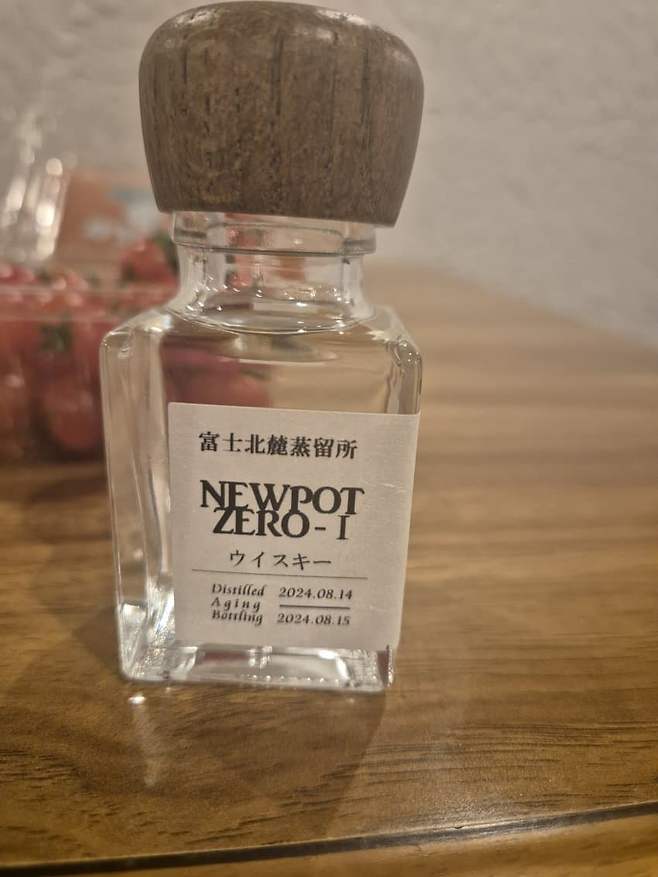 富士北麓蒸留所
NEWPOT
ZERO-I
ウイスキー
Distilled 2024.08.14
Aging
Bottling 2024.08.15